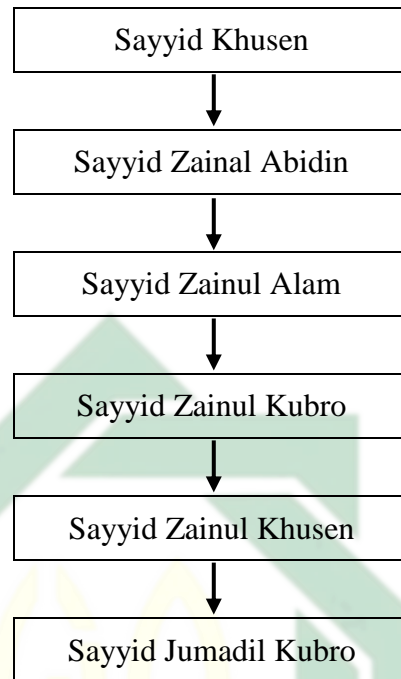 Sayyid Khusen
Sayyid Zainal Abidin
Sayyid Zainul Alam
Sayyid Zainul Kubro
Sayyid Zainul Khusen
Sayyid Jumadil Kubro